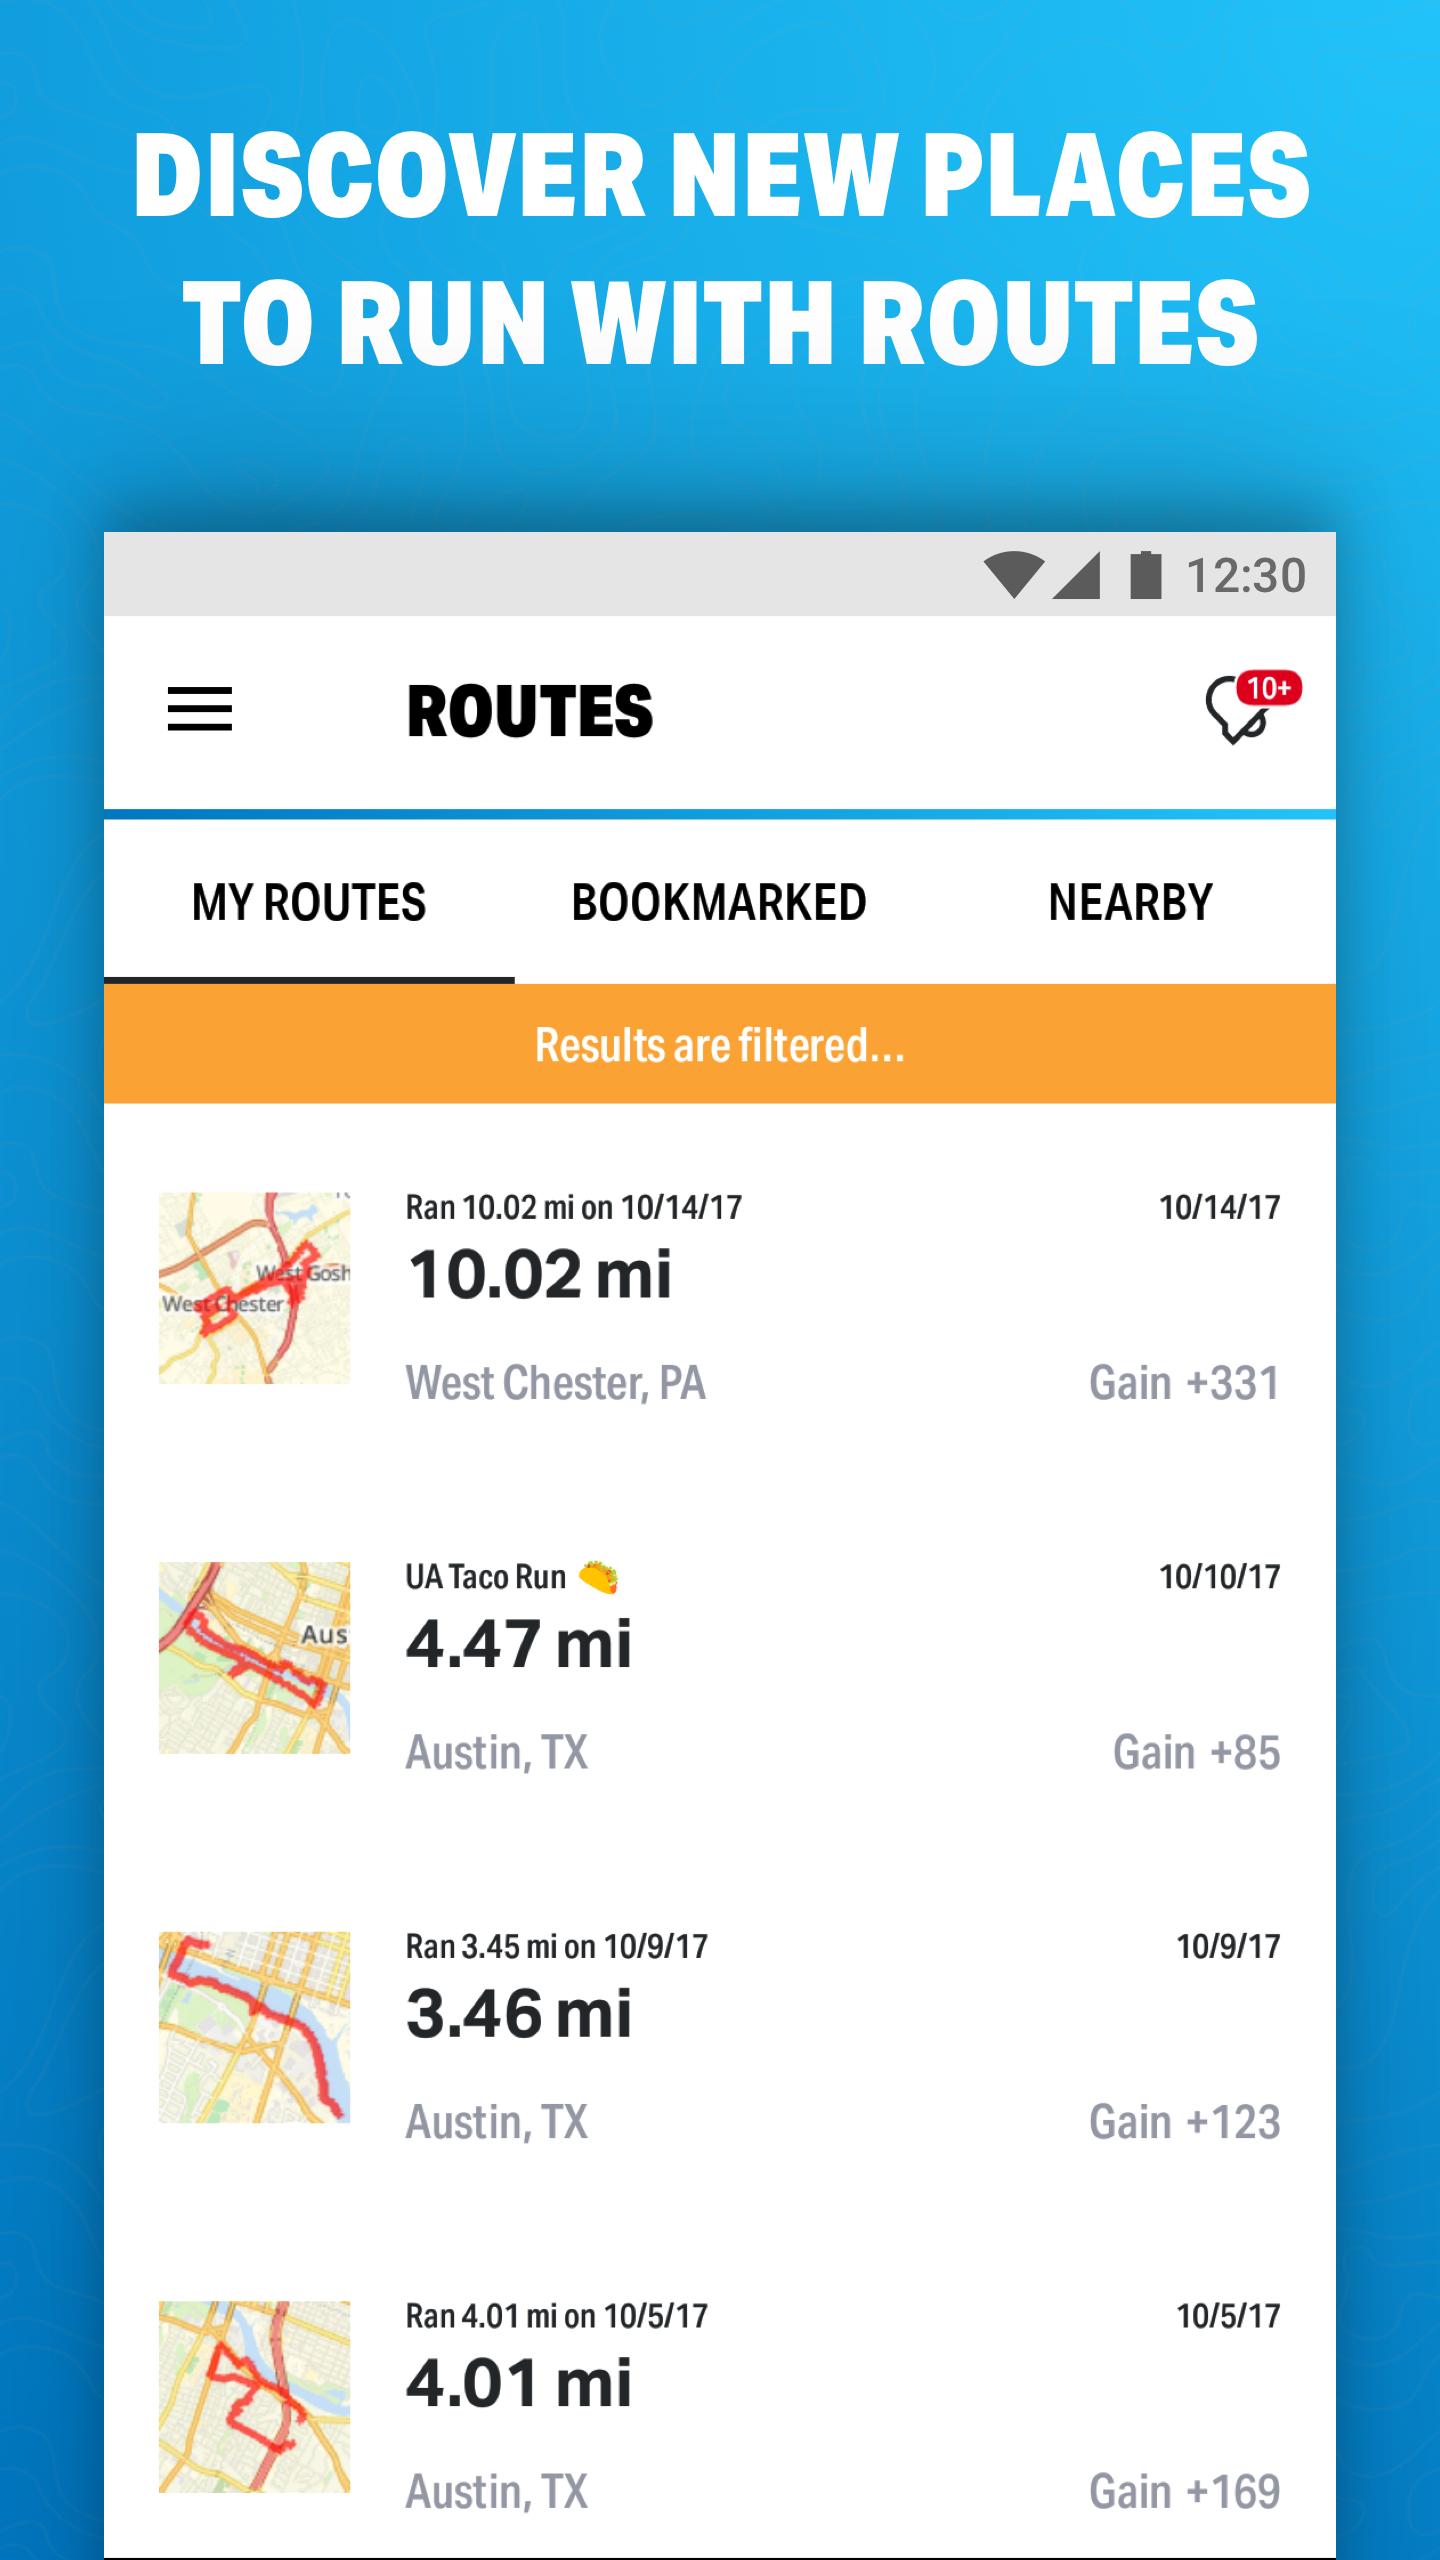 DISCOVER NEW PLACES
TO RUN WITH ROUTES
12:30
ROUTES
10+
MY ROUTES BOOKMARKED NEARBY
Results are filtered...
Ran 10.02 mi on 10/14/17 10/14/17
10.02 mi
West Gosh
West Chester
West Chester, PA Gain +331
UA Taco Run 🌮 10/10/17
4.47 mi
Aus
Austin, TX Gain +85
Ran 3.45 mi on 10/9/17 10/9/17
3.46 mi
Austin, TX Gain +123
Ran 4.01 mi on 10/5/17 10/5/17
4.01 mi
Austin, TX Gain +169